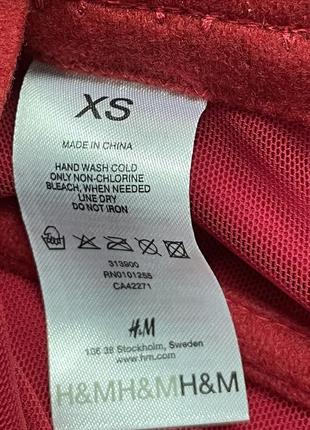 XS
MADE IN CHINA
HAND WASH COLD
ONLY NON-CHLORINE
BLEACH, WHEN NEEDED
LINE DRY
DO NOT IRON
313900
RN0101255
CA42271
H&M
106 38 Stockholm, Sweden
www.hm.com
H&MH&MH&M